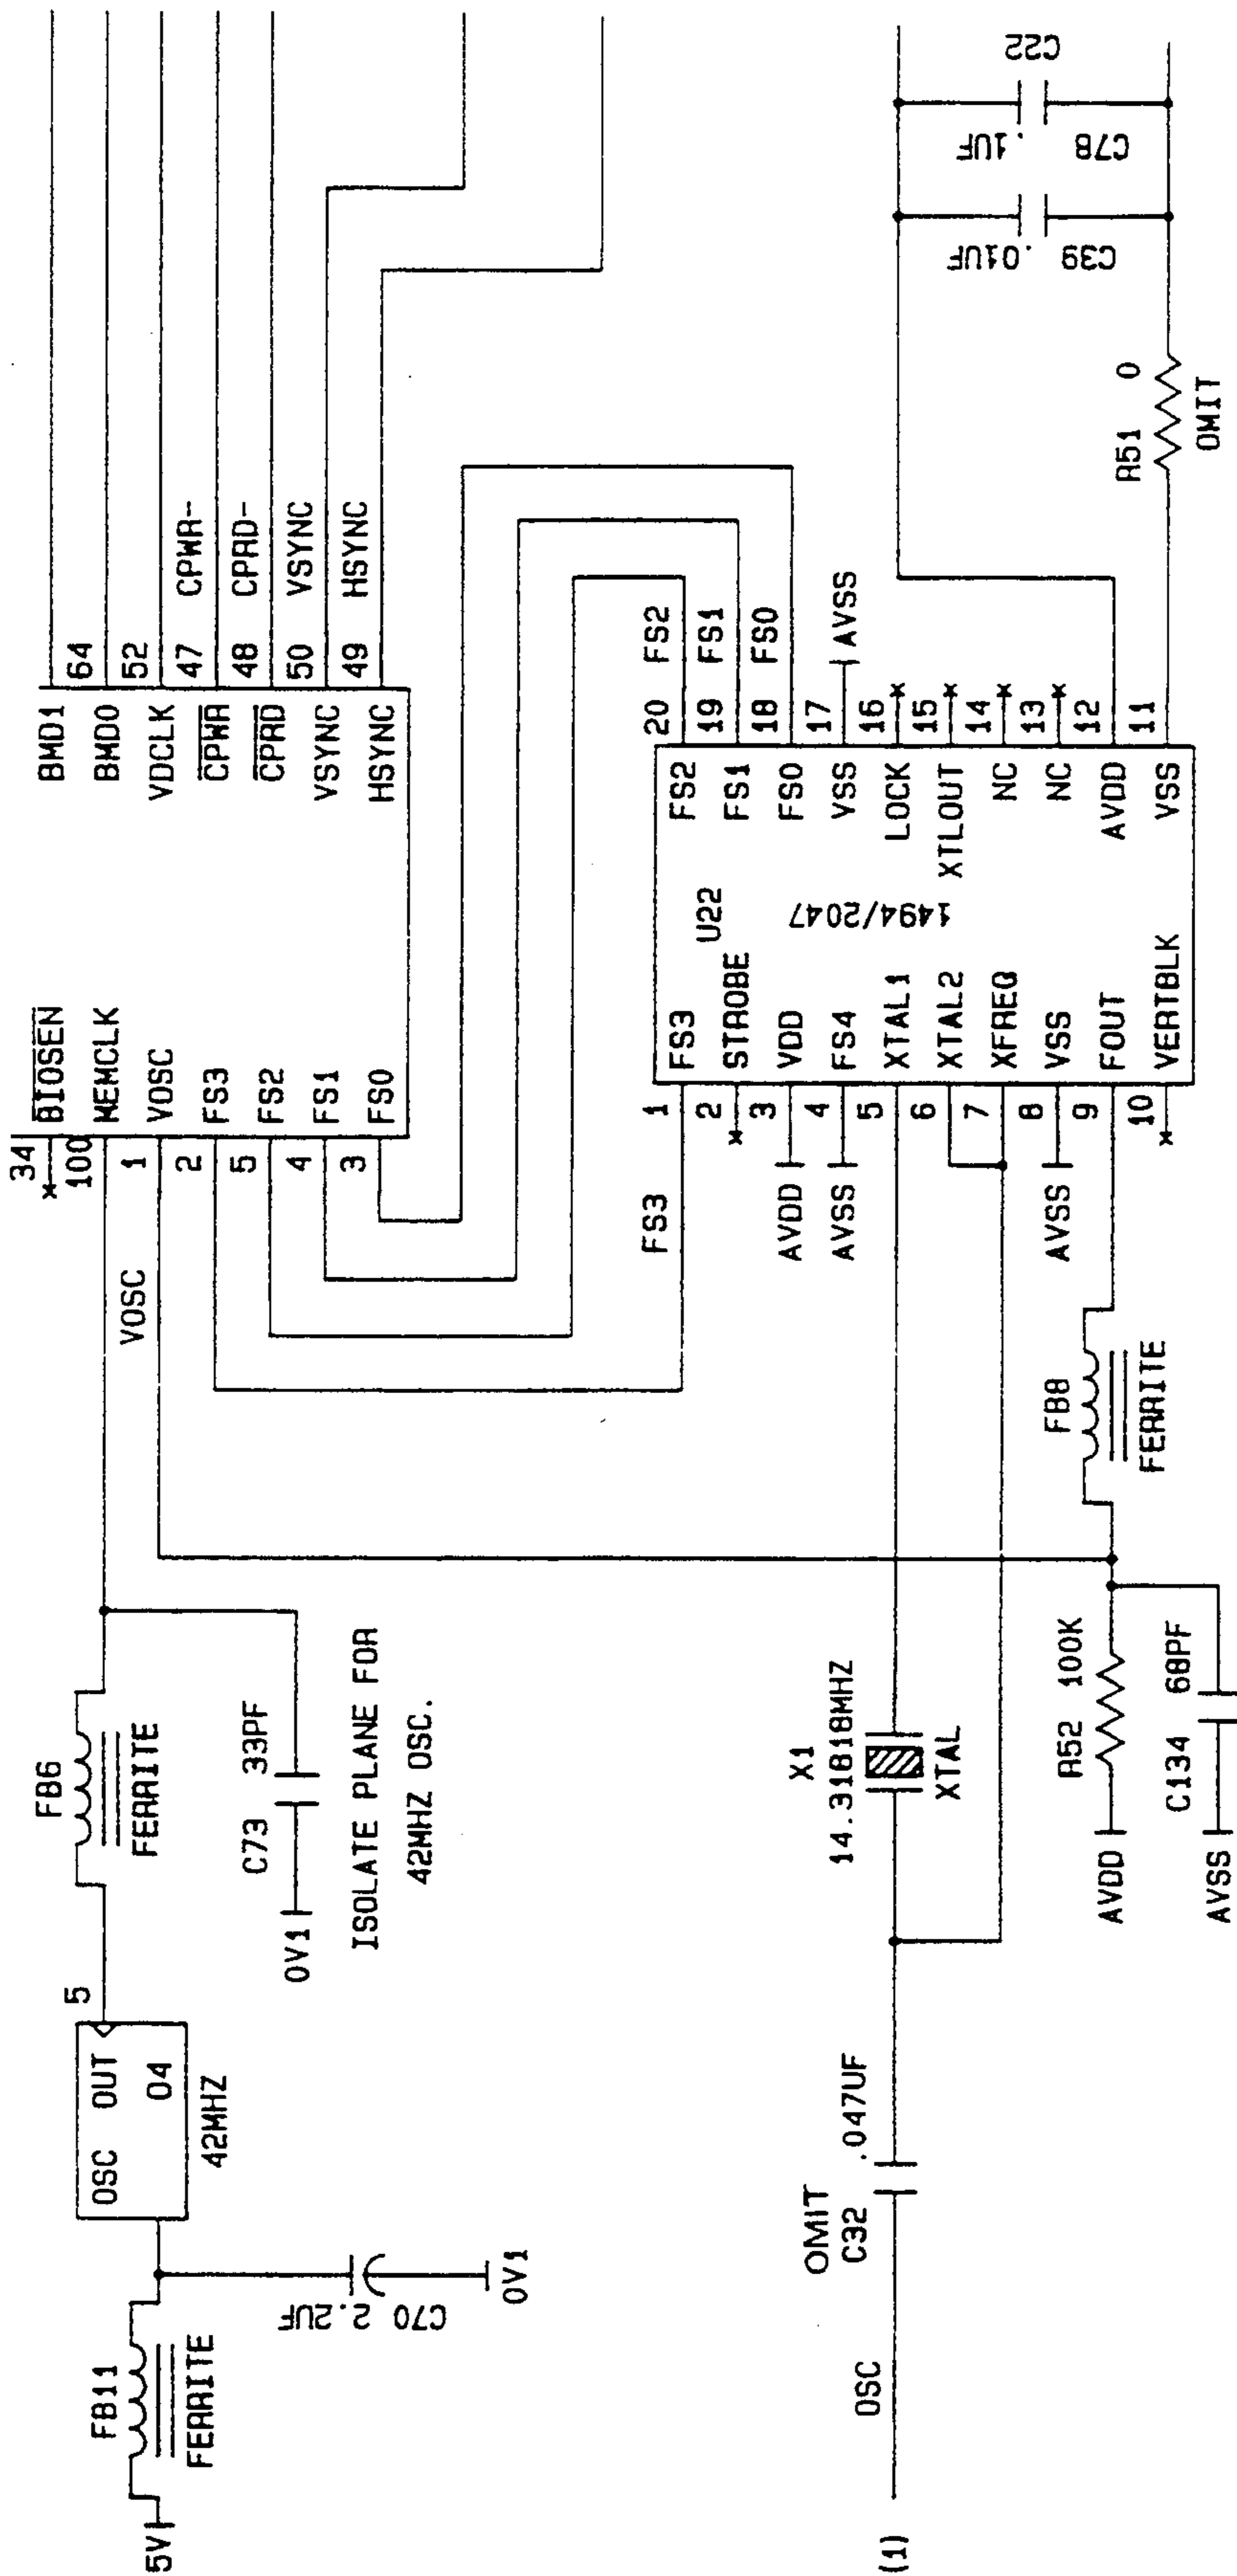 34
BIOSEN
100
MEMCLK
1
VOSC
VOSC
2
FS3
5
FS2
4
FS1
3
FS0
BMD1
64
BMD0
52
VDCLK
47
CPWR
CPWR-
48
CPRD
CPRD-
50
VSYNC
VSYNC
49
HSYNC
HSYNC
5V
FB11
FERRITE
C70 2.2UF
0V1
OSC OUT
04
42MHZ
5
FB6
FERRITE
C73 33PF
0V1
ISOLATE PLANE FOR
42MHZ OSC.
FS3
1
FS3
2
STROBE
AVDD
3
VDD
AVSS
4
FS4
5
XTAL1
6
XTAL2
7
XFREQ
AVSS
8
VSS
9
FOUT
10
VERTBLK
U22
1494/2047
FS2
20
FS2
FS1
19
FS1
FS0
18
FS0
VSS
17
AVSS
LOCK
16
XTLOUT
15
NC
14
NC
13
AVDD
12
VSS
11
(1)
OSC
OMIT
C32 .047UF
X1
14.31818MHZ
XTAL
FB8
FERRITE
R52 100K
AVDD
C134 68PF
AVSS
R51 0
OMIT
C39 .01UF
C78 .1UF
C22